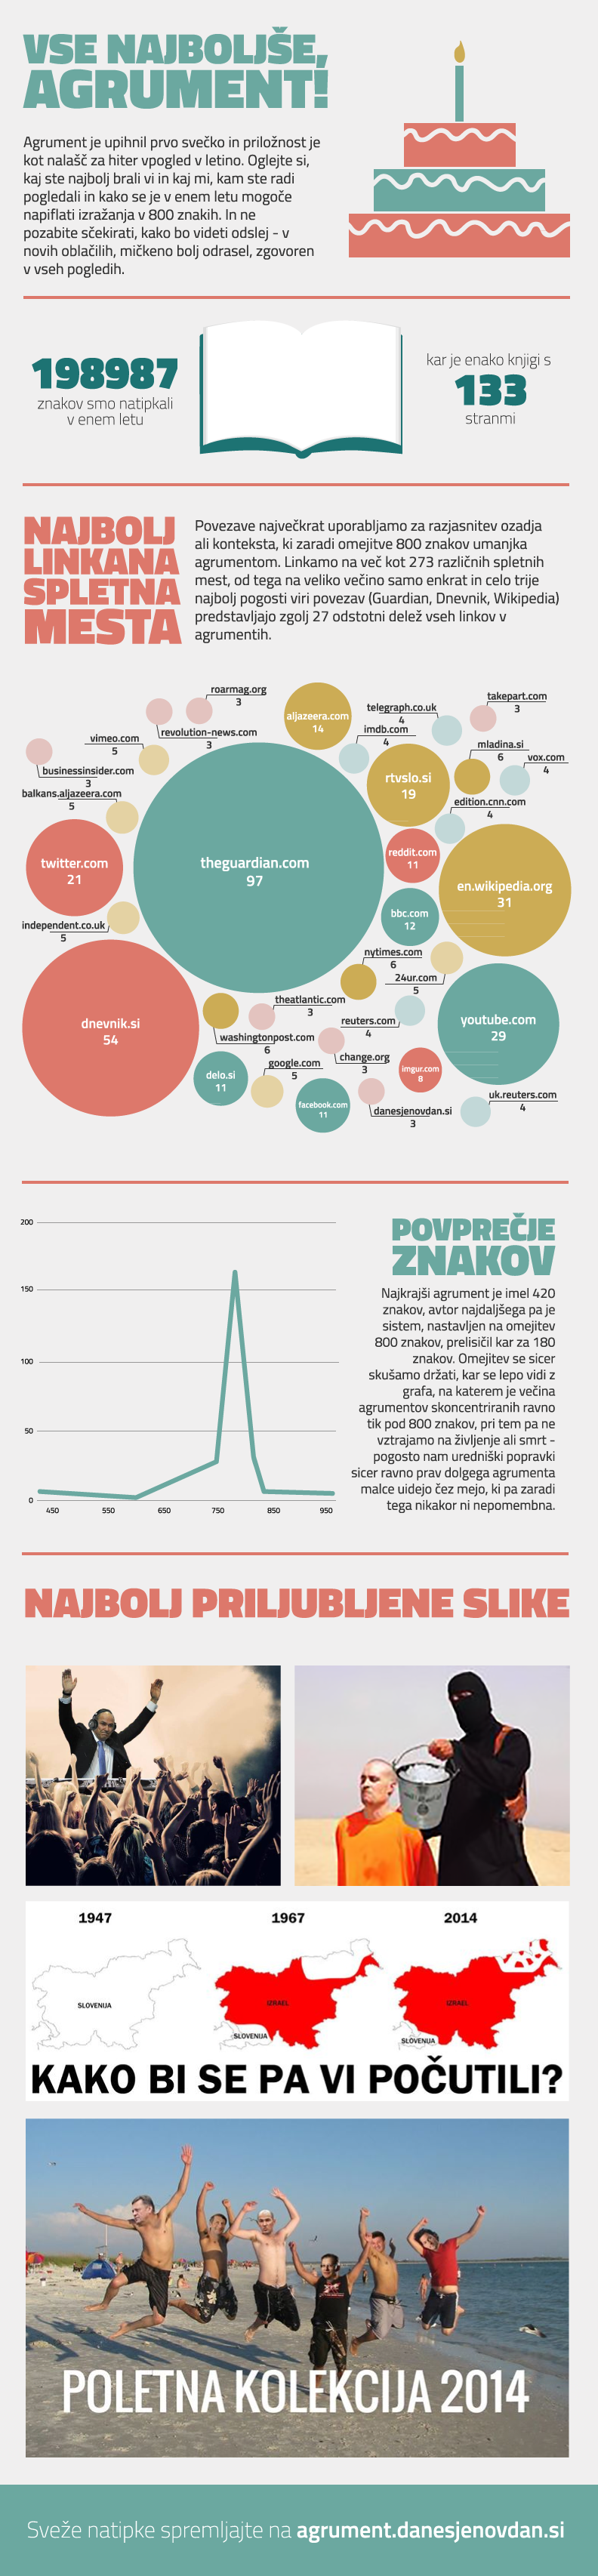 VSE NAJBOLJŠE,
AGRUMENT!
Agrument je upihnil prvo svečko in priložnost je
kot nalašč za hiter vpogled v letino. Oglejte si,
kaj ste najbolj brali vi in kaj mi, kam ste radi
pogledali in kako se je v enem letu mogoče
napiflati izražanja v 800 znakih. In ne
pozabite sčekirati, kako bo videti odslej - v
novih oblačilih, mičkeno bolj odrasel, zgovoren
v vseh pogledih.
198987
znakov smo natipkali
v enem letu
kar je enako knjigi s
133
stranmi
NAJBOLJ
LINKANA
SPLETNA
MESTA
Povezave največkrat uporabljamo za razjasnitev ozadja
ali konteksta, ki zaradi omejitve 800 znakov umanjka
agrumentom. Linkamo na več kot 273 različnih spletnih
mest, od tega na veliko večino samo enkrat in celo trije
najbolj pogosti viri povezav (Guardian, Dnevnik, Wikipedia)
predstavljajo zgolj 27 odstotni delež vseh linkov v
agrumentih.
roarmag.org
3
takepart.com
3
aljazeera.com
14
telegraph.co.uk
4
imdb.com
4
revolution-news.com
3
vimeo.com
5
mladina.si
6
vox.com
4
businessinsider.com
3
rtvslo.si
19
balkans.aljazeera.com
5
edition.cnn.com
4
reddit.com
11
twitter.com
21
theguardian.com
97
en.wikipedia.org
31
bbc.com
12
independent.co.uk
5
nytimes.com
6
24ur.com
5
theatlantic.com
3
dnevnik.si
54
reuters.com
4
youtube.com
29
washingtonpost.com
6
change.org
3
google.com
5
imgur.com
8
delo.si
11
uk.reuters.com
4
facebook.com
11
danesjenovdan.si
3
200
150
100
50
0
450 550 650 750 850 950
POVPREČJE
ZNAKOV
Najkrajši agrument je imel 420
znakov, avtor najdaljšega pa je
sistem, nastavljen na omejitev
800 znakov, prelisičil kar za 180
znakov. Omejitev se sicer
skušamo držati, kar se lepo vidi z
grafa, na katerem je večina
agrumentov skoncentriranih ravno
tik pod 800 znakov, pri tem pa ne
vztrajamo na življenje ali smrt -
pogosto nam uredniški popravki
sicer ravno prav dolgega agrumenta
malce uidejo čez mejo, ki pa zaradi
tega nikakor ni nepomembna.
NAJBOLJ PRILJUBLJENE SLIKE
1947 1967 2014
SLOVENIJA
IZRAEL
SLOVENIJA
IZRAEL
SLOVENIJA
KAKO BI SE PA VI POČUTILI?
POLETNA KOLEKCIJA 2014
Sveže natipke spremljajte na agrument.danesjenovdan.si